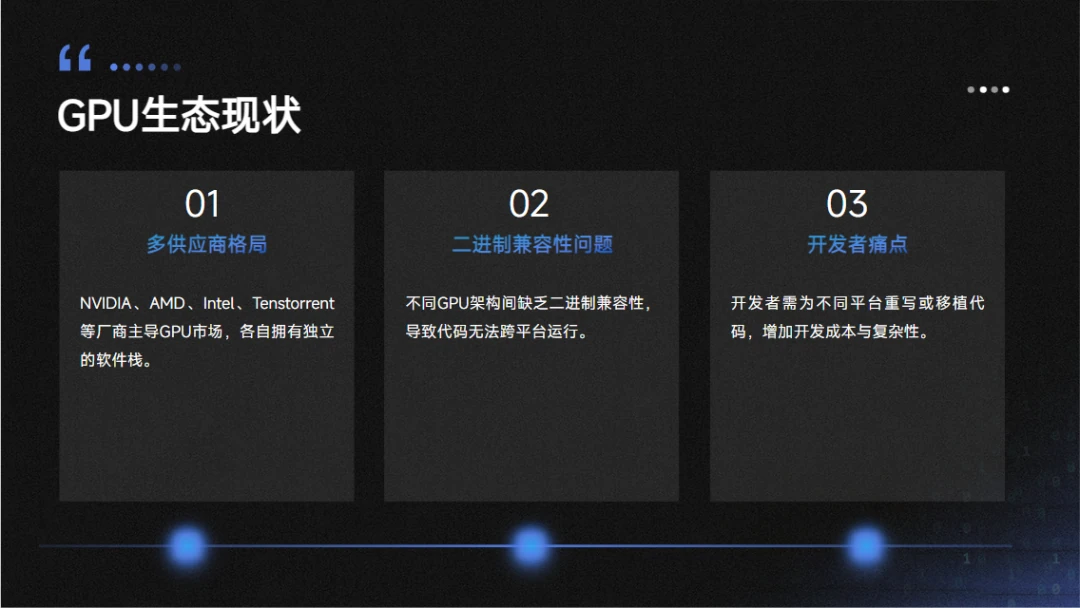 GPU生态现状
01
多供应商格局
NVIDIA、AMD、Intel、Tenstorrent
等厂商主导GPU市场，各自拥有独立
的软件栈。
02
二进制兼容性问题
不同GPU架构间缺乏二进制兼容性，
导致代码无法跨平台运行。
03
开发者痛点
开发者需为不同平台重写或移植代
码，增加开发成本与复杂性。